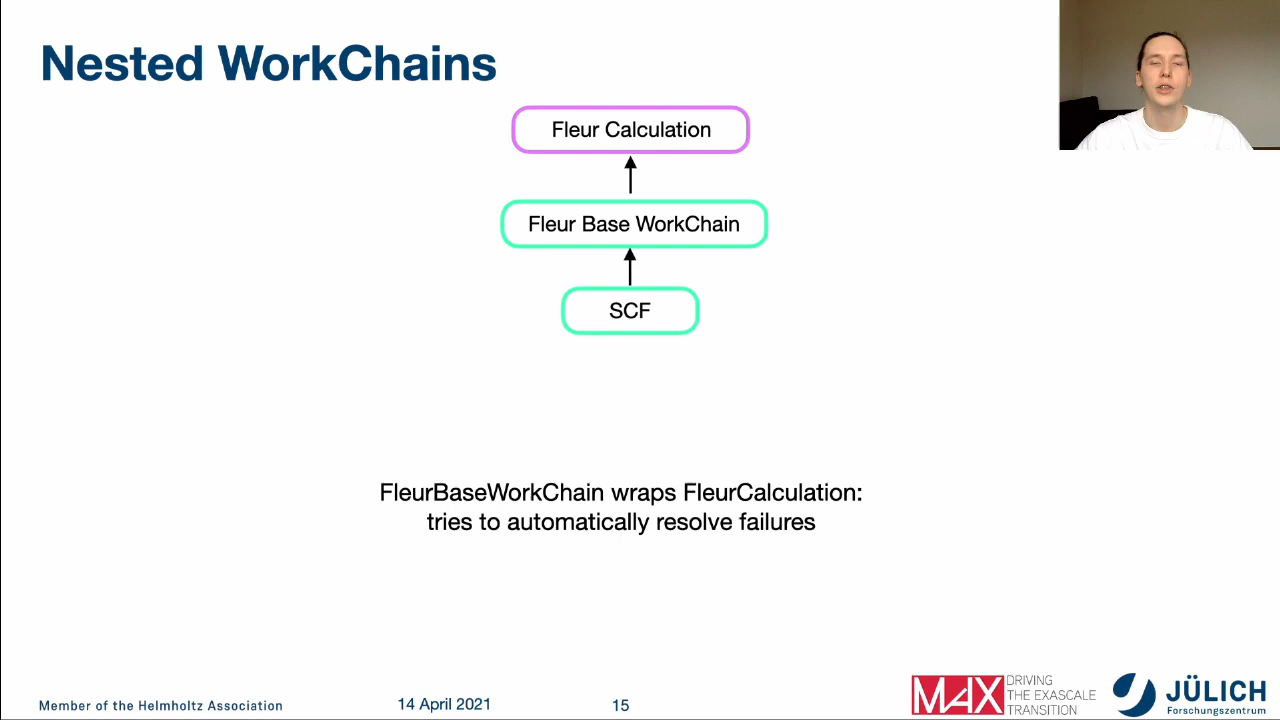 Nested WorkChains
Fleur Calculation
Fleur Base WorkChain
SCF
FleurBaseWorkChain wraps FleurCalculation:
tries to automatically resolve failures
Member of the Helmholtz Association
14 April 2021
15
MAX
DRIVING
THE EXASCALE
TRANSITION
JÜLICH
Forschungszentrum